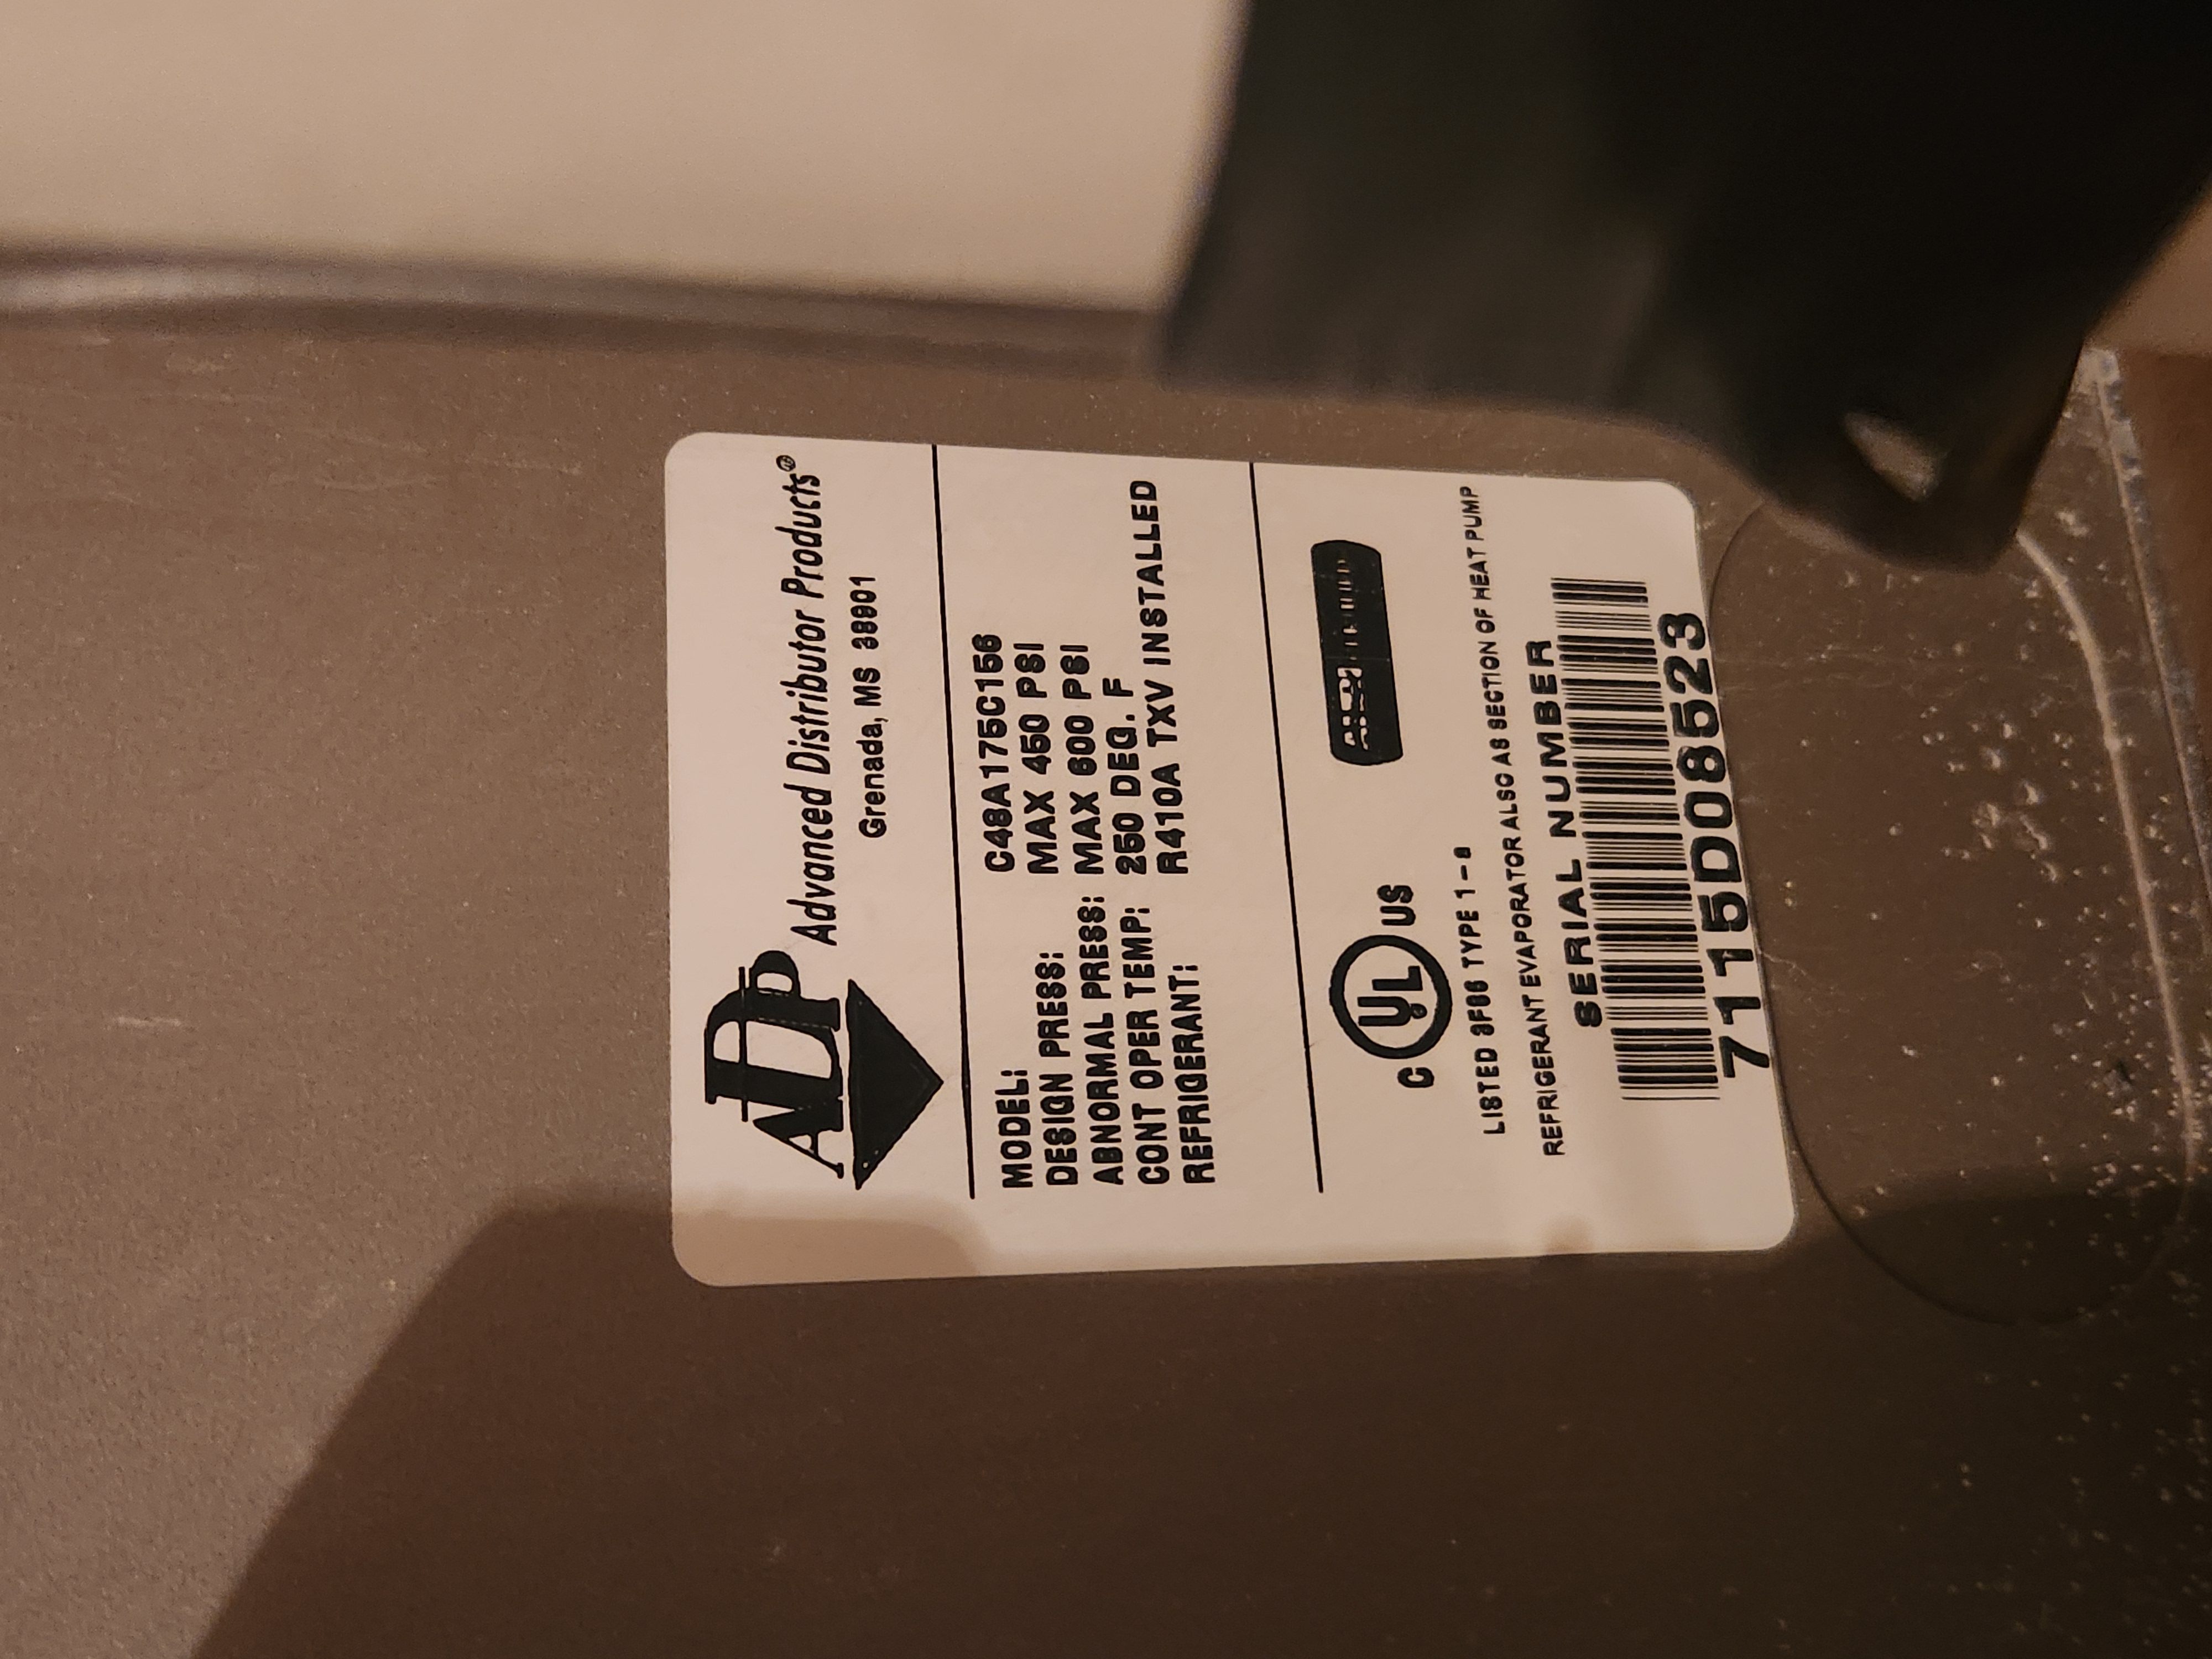 ADP
Advanced Distributor Products®
Grenada, MS 38901
MODEL: C48A175C156
DESIGN PRESS: MAX 450 PSI
ABNORMAL PRESS: MAX 600 PSI
CONT OPER TEMP: 250 DEG. F
REFRIGERANT: R410A TXV INSTALLED
C UL US
LISTED 3F86 TYPE 1-8
REFRIGERANT EVAPORATOR ALSO AS SECTION OF HEAT PUMP
SERIAL NUMBER
7115D08523